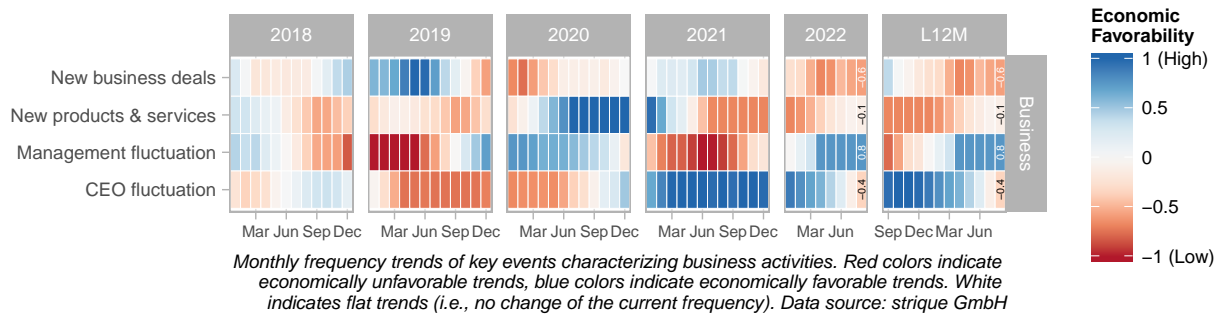 2018 2019 2020 2021 2022 L12M
Economic
Favorability
New business deals
−0.6 −0.6
1 (High)
New products & services
−0.1 −0.1
0.5
Management fluctuation
0.8 0.8
0
CEO fluctuation
−0.4 −0.4
−0.5
−1 (Low)
Business
Mar Jun Sep Dec Mar Jun Sep Dec Mar Jun Sep Dec Mar Jun Sep Dec Mar Jun Sep Dec Mar Jun
Monthly frequency trends of key events characterizing business activities. Red colors indicate
economically unfavorable trends, blue colors indicate economically favorable trends. White
indicates flat trends (i.e., no change of the current frequency). Data source: strique GmbH